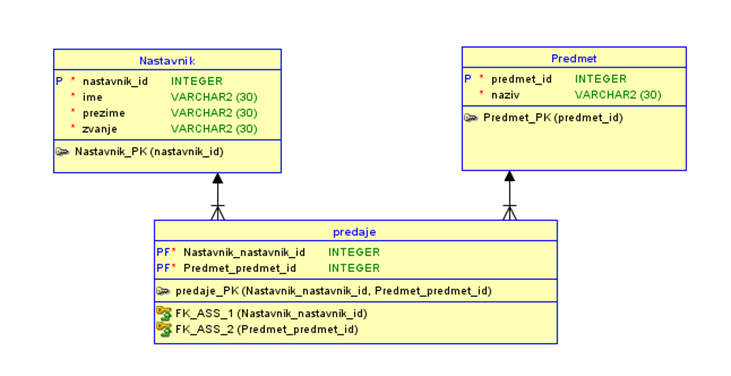 Nastavnik
P * nastavnik_id INTEGER
* ime VARCHAR2 (30)
* prezime VARCHAR2 (30)
* zvanje VARCHAR2 (30)
Nastavnik_PK (nastavnik_id)
Predmet
P * predmet_id INTEGER
* naziv VARCHAR2 (30)
Predmet_PK (predmet_id)
predaje
PF* Nastavnik_nastavnik_id INTEGER
PF* Predmet_predmet_id INTEGER
predaje_PK (Nastavnik_nastavnik_id, Predmet_predmet_id)
FK_ASS_1 (Nastavnik_nastavnik_id)
FK_ASS_2 (Predmet_predmet_id)